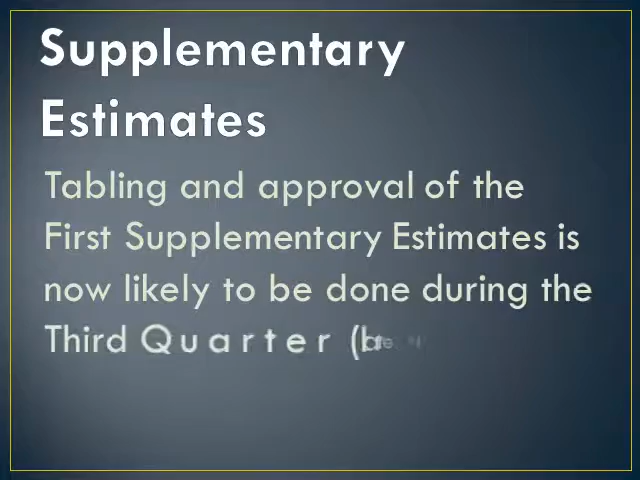 Supplementary
Estimates
Tabling and approval of the
First Supplementary Estimates is
now likely to be done during the
Third Quarter